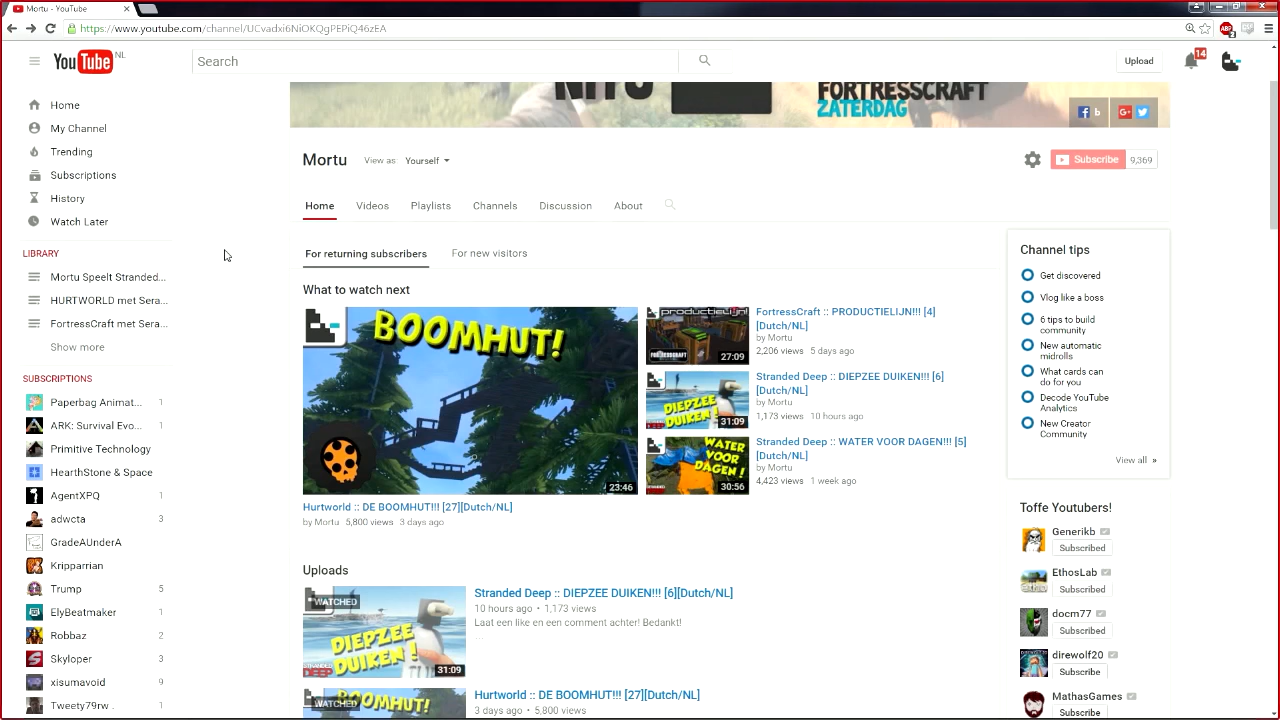 Mortu - YouTube
https://www.youtube.com/channel/UCvadxi6NiOKQgPEPiQ46zEA
YouTube NL
Search
Upload
14
FORTRESSCRAFT
ZATERDAG
Home
My Channel
Trending
Subscriptions
History
Watch Later
LIBRARY
Mortu Speelt Stranded...
HURTWORLD met Sera...
FortressCraft met Sera...
Show more
SUBSCRIPTIONS
Paperbag Animat... 1
ARK: Survival Evo... 1
Primitive Technology
HearthStone & Space
AgentXPQ 1
adwcta 3
GradeAUnderA
Kripparrian
Trump 5
ElyBeatmaker 1
Robbaz 2
Skyloper 3
xisumavoid 9
Tweety79rw . 1
Mortu View as: Yourself
Subscribe 9,369
Home Videos Playlists Channels Discussion About
For returning subscribers For new visitors
What to watch next
BOOMHUT!
23:46
Hurtworld :: DE BOOMHUT!!! [27][Dutch/NL]
by Mortu 5,800 views 3 days ago
PRODUCTIELIJN!
FORTRESSCRAFT
27:09
FortressCraft :: PRODUCTIELIJN!!! [4]
[Dutch/NL]
by Mortu
2,206 views 5 days ago
DIEPZEE
DUIKEN!
31:09
Stranded Deep :: DIEPZEE DUIKEN!!! [6]
[Dutch/NL]
by Mortu
1,173 views 10 hours ago
WATER
VOOR
DAGEN!
30:56
Stranded Deep :: WATER VOOR DAGEN!!! [5]
[Dutch/NL]
by Mortu
4,423 views 1 week ago
Uploads
WATCHED
DIEPZEE
DUIKEN!
STRANDED
DEEP
31:09
Stranded Deep :: DIEPZEE DUIKEN!!! [6][Dutch/NL]
10 hours ago • 1,173 views
Laat een like en een comment achter! Bedankt!
...
WATCHED
BOOMHUT!
Hurtworld :: DE BOOMHUT!!! [27][Dutch/NL]
3 days ago • 5,800 views
Channel tips
Get discovered
Vlog like a boss
6 tips to build
community
New automatic
midrolls
What cards can
do for you
Decode YouTube
Analytics
New Creator
Community
View all »
Toffe Youtubers!
Generikb
Subscribed
EthosLab
Subscribed
docm77
Subscribed
direwolf20
Subscribe
MathasGames
Subscribe